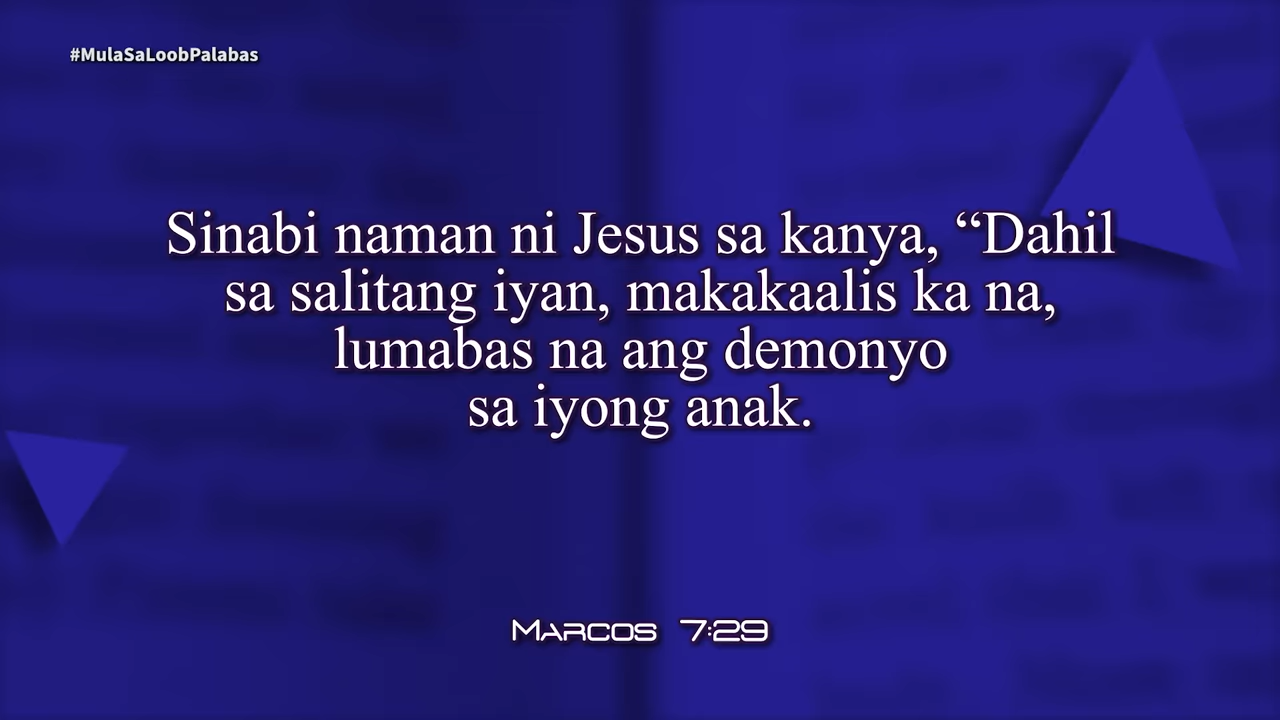 #MulaSaLoobPalabas
Sinabi naman ni Jesus sa kanya, “Dahil
sa salitang iyan, makakaalis ka na,
lumabas na ang demonyo
sa iyong anak.
Marcos 7:29